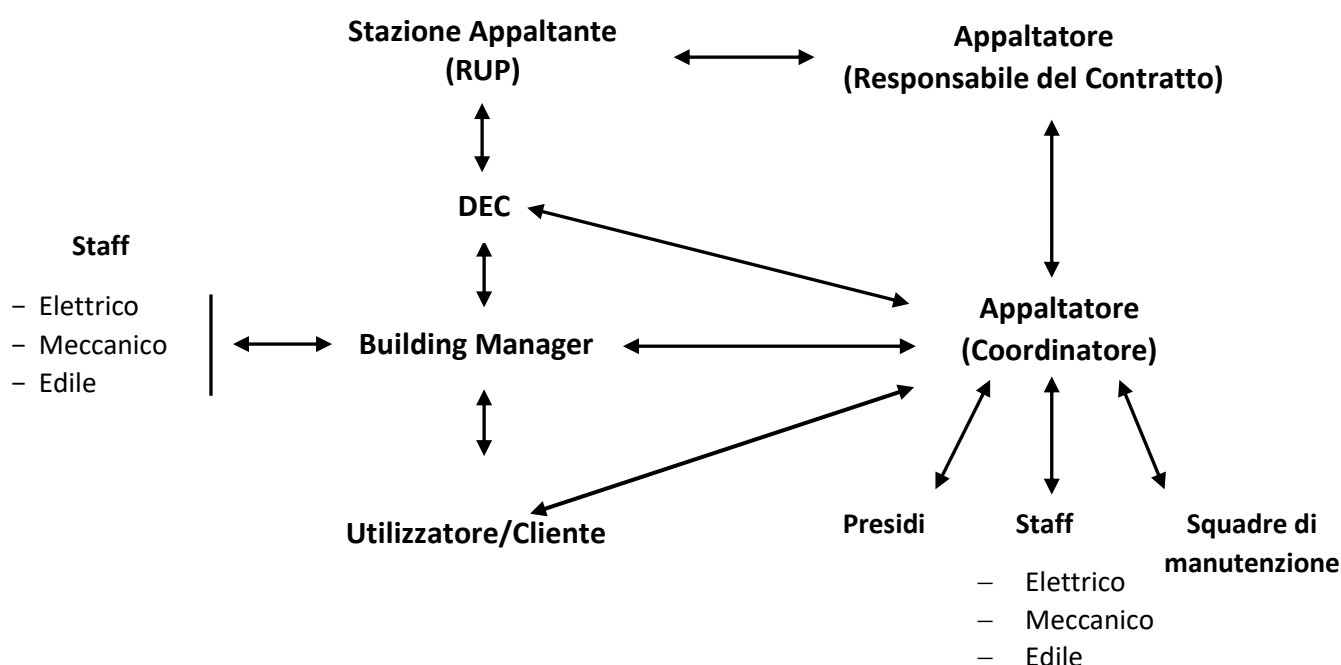 Stazione Appaltante
(RUP)
Appaltatore
(Responsabile del Contratto)
DEC
Staff
– Elettrico
– Meccanico
– Edile
Building Manager
Appaltatore
(Coordinatore)
Utilizzatore/Cliente
Presidi
Staff
– Elettrico
– Meccanico
– Edile
Squadre di
manutenzione